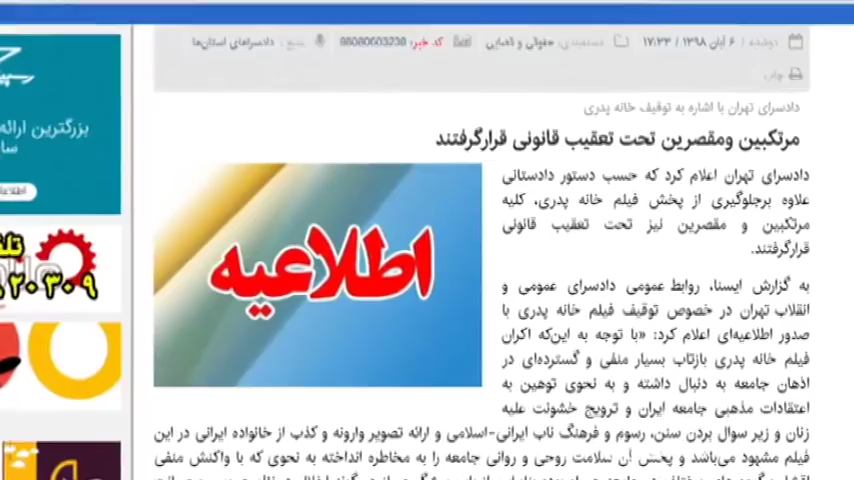 دوشنبه / ۶ آبان ۱۳۹۸ / ۱۷:۲۳ دسته‌بندی: حقوقی و قضایی کد خبر: 98080603238 منبع: دادسراهای استان‌ها
چاپ
دادسرای تهران با اشاره به توقیف خانه پدری
مرتکبین ومقصرین تحت تعقیب قانونی قرارگرفتند
دادسرای تهران اعلام کرد که حسب دستور دادستانی
علاوه برجلوگیری از پخش فیلم خانه پدری، کلیه
مرتکبین و مقصرین نیز تحت تعقیب قانونی
قرارگرفتند.
اطلاعیه
به گزارش ایسنا، روابط عمومی دادسرای عمومی و
انقلاب تهران در خصوص توقیف فیلم خانه پدری با
صدور اطلاعیه‌ای اعلام کرد: «با توجه به این‌که اکران
فیلم خانه پدری بازتاب بسیار منفی و گسترده‌ای در
اذهان جامعه به دنبال داشته و به نحوی توهین به
اعتقادات مذهبی جامعه ایران و ترویج خشونت علیه
زنان و زیر سوال بردن سنن، رسوم و فرهنگ ناب ایرانی-اسلامی و ارائه تصویر وارونه و کذب از خانواده ایرانی در این
فیلم مشهود می‌باشد و پخش آن سلامت روحی و روانی جامعه را به مخاطره انداخته به نحوی که با واکنش منفی
بزرگترین
۲۰۳۰۹